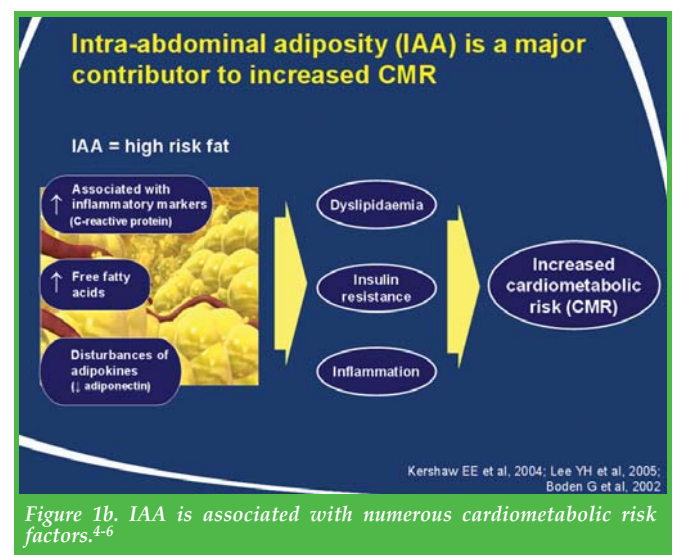 Intra-abdominal adiposity (IAA) is a major
contributor to increased CMR
IAA = high risk fat
↑ Associated with
inflammatory markers
(C-reactive protein)
↑ Free fatty
acids
Disturbances of
adipokines
(↓ adiponectin)
Dyslipidaemia
Insulin
resistance
Inflammation
Increased
cardiometabolic
risk (CMR)
Kershaw EE et al, 2004; Lee YH et al, 2005;
Boden G et al, 2002
Figure 1b. IAA is associated with numerous cardiometabolic risk
factors.4-6